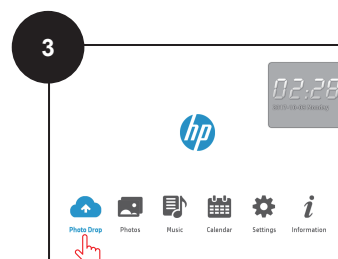 3
02:28
hp
Photo Drop
Photos
Music
Calendar
Settings
Information